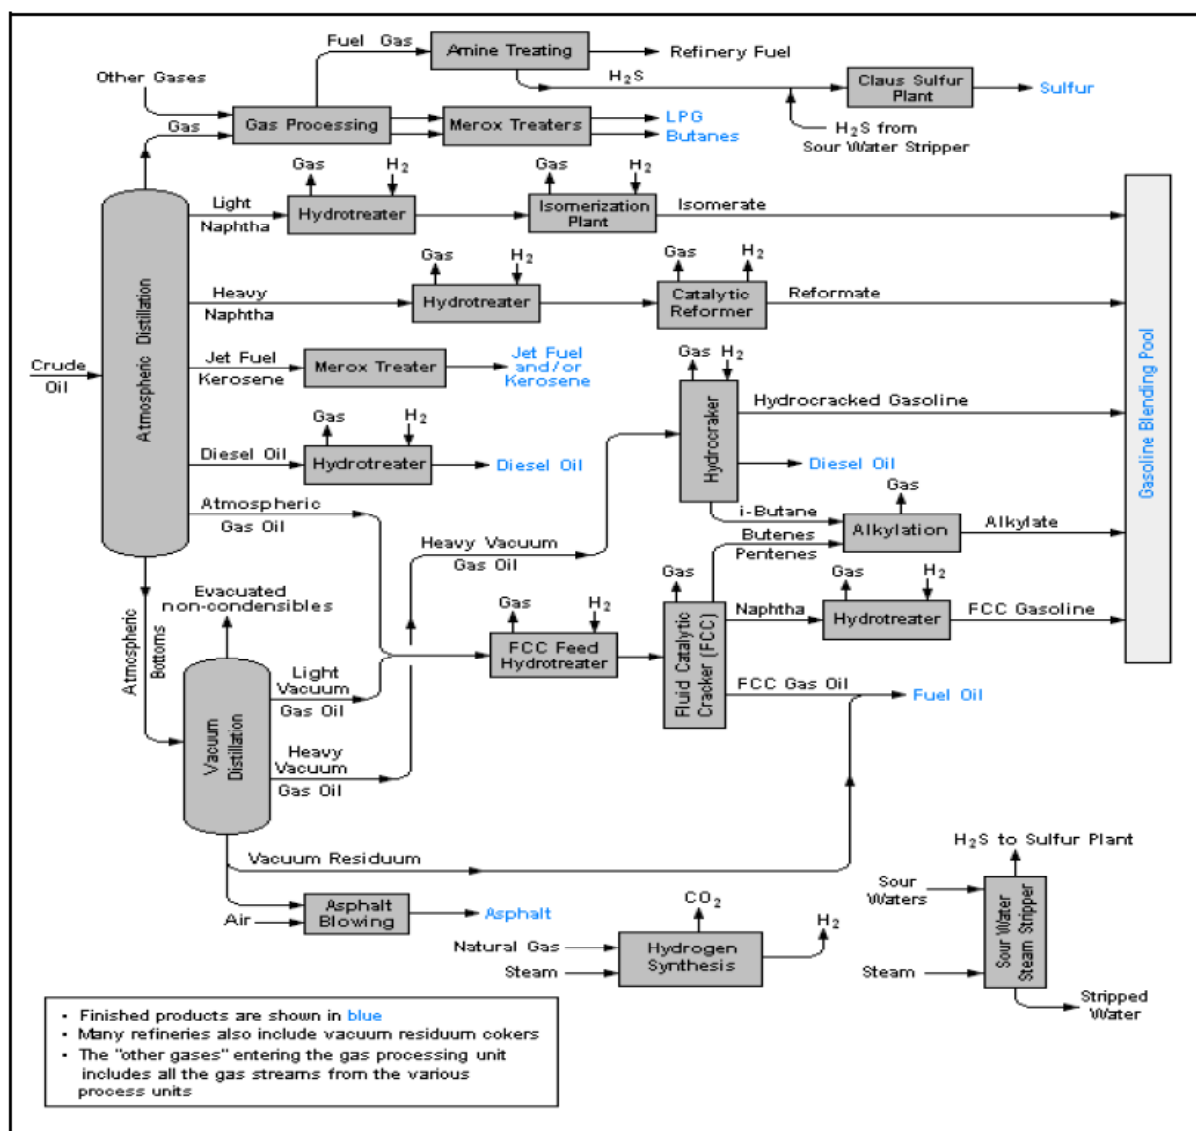 Fuel Gas
Amine Treating
Refinery Fuel
Other Gases
H2S
Claus Sulfur
Plant
Sulfur
Gas
Gas Processing
Merox Treaters
LPG
Butanes
H2S from
Sour Water Stripper
Gas
H2
Gas
H2
Light
Naphtha
Hydrotreater
Isomerization
Plant
Isomerate
Gas
H2
Gas
H2
Heavy
Naphtha
Hydrotreater
Catalytic
Reformer
Reformate
Crude
Oil
Atmospheric Distillation
Jet Fuel
Kerosene
Merox Treater
Jet Fuel
and/or
Kerosene
Gas
H2
Hydrocraker
Hydrocracked Gasoline
Gasoline Blending Pool
Gas
H2
Diesel Oil
Hydrotreater
Diesel Oil
Diesel Oil
Atmospheric
Gas Oil
i-Butane
Gas
Alkylation
Alkylate
Heavy Vacuum
Gas Oil
Butenes
Pentenes
Evacuated
non-condensibles
Atmospheric
Bottoms
Gas
H2
FCC Feed
Hydrotreater
Gas
Fluid Catalytic
Cracker (FCC)
Naphtha
Gas
H2
Hydrotreater
FCC Gasoline
Vacuum
Distillation
Light
Vacuum
Gas Oil
FCC Gas Oil
Fuel Oil
Heavy
Vacuum
Gas Oil
Vacuum Residuum
Air
Asphalt
Blowing
Asphalt
CO2
Natural Gas
Steam
Hydrogen
Synthesis
H2
H2S to Sulfur Plant
Sour
Waters
Sour Water
Steam Stripper
Steam
Stripped
Water
• Finished products are shown in blue
• Many refineries also include vacuum residuum cokers
• The "other gases" entering the gas processing unit
includes all the gas streams from the various
process units